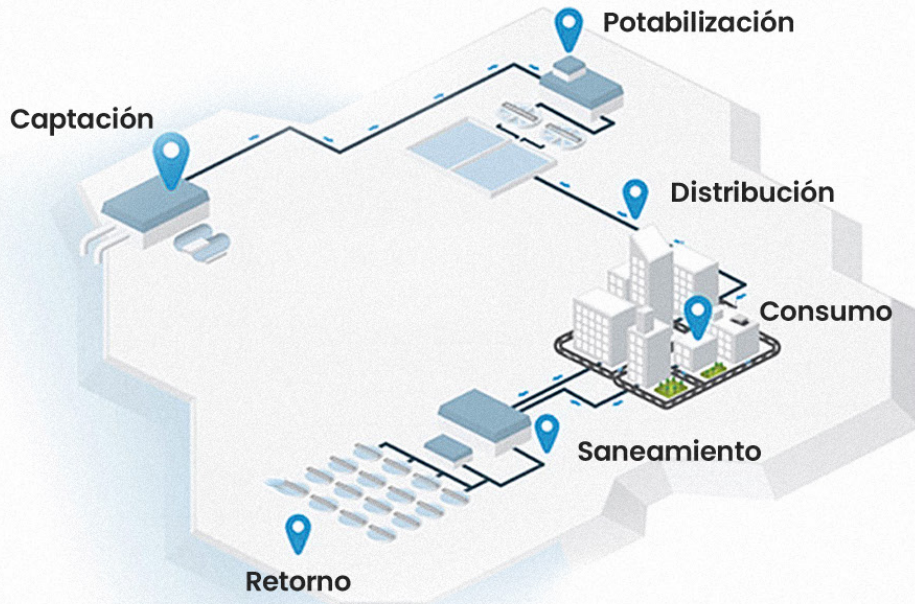 Potabilización
Captación
Distribución
Consumo
Saneamiento
Retorno